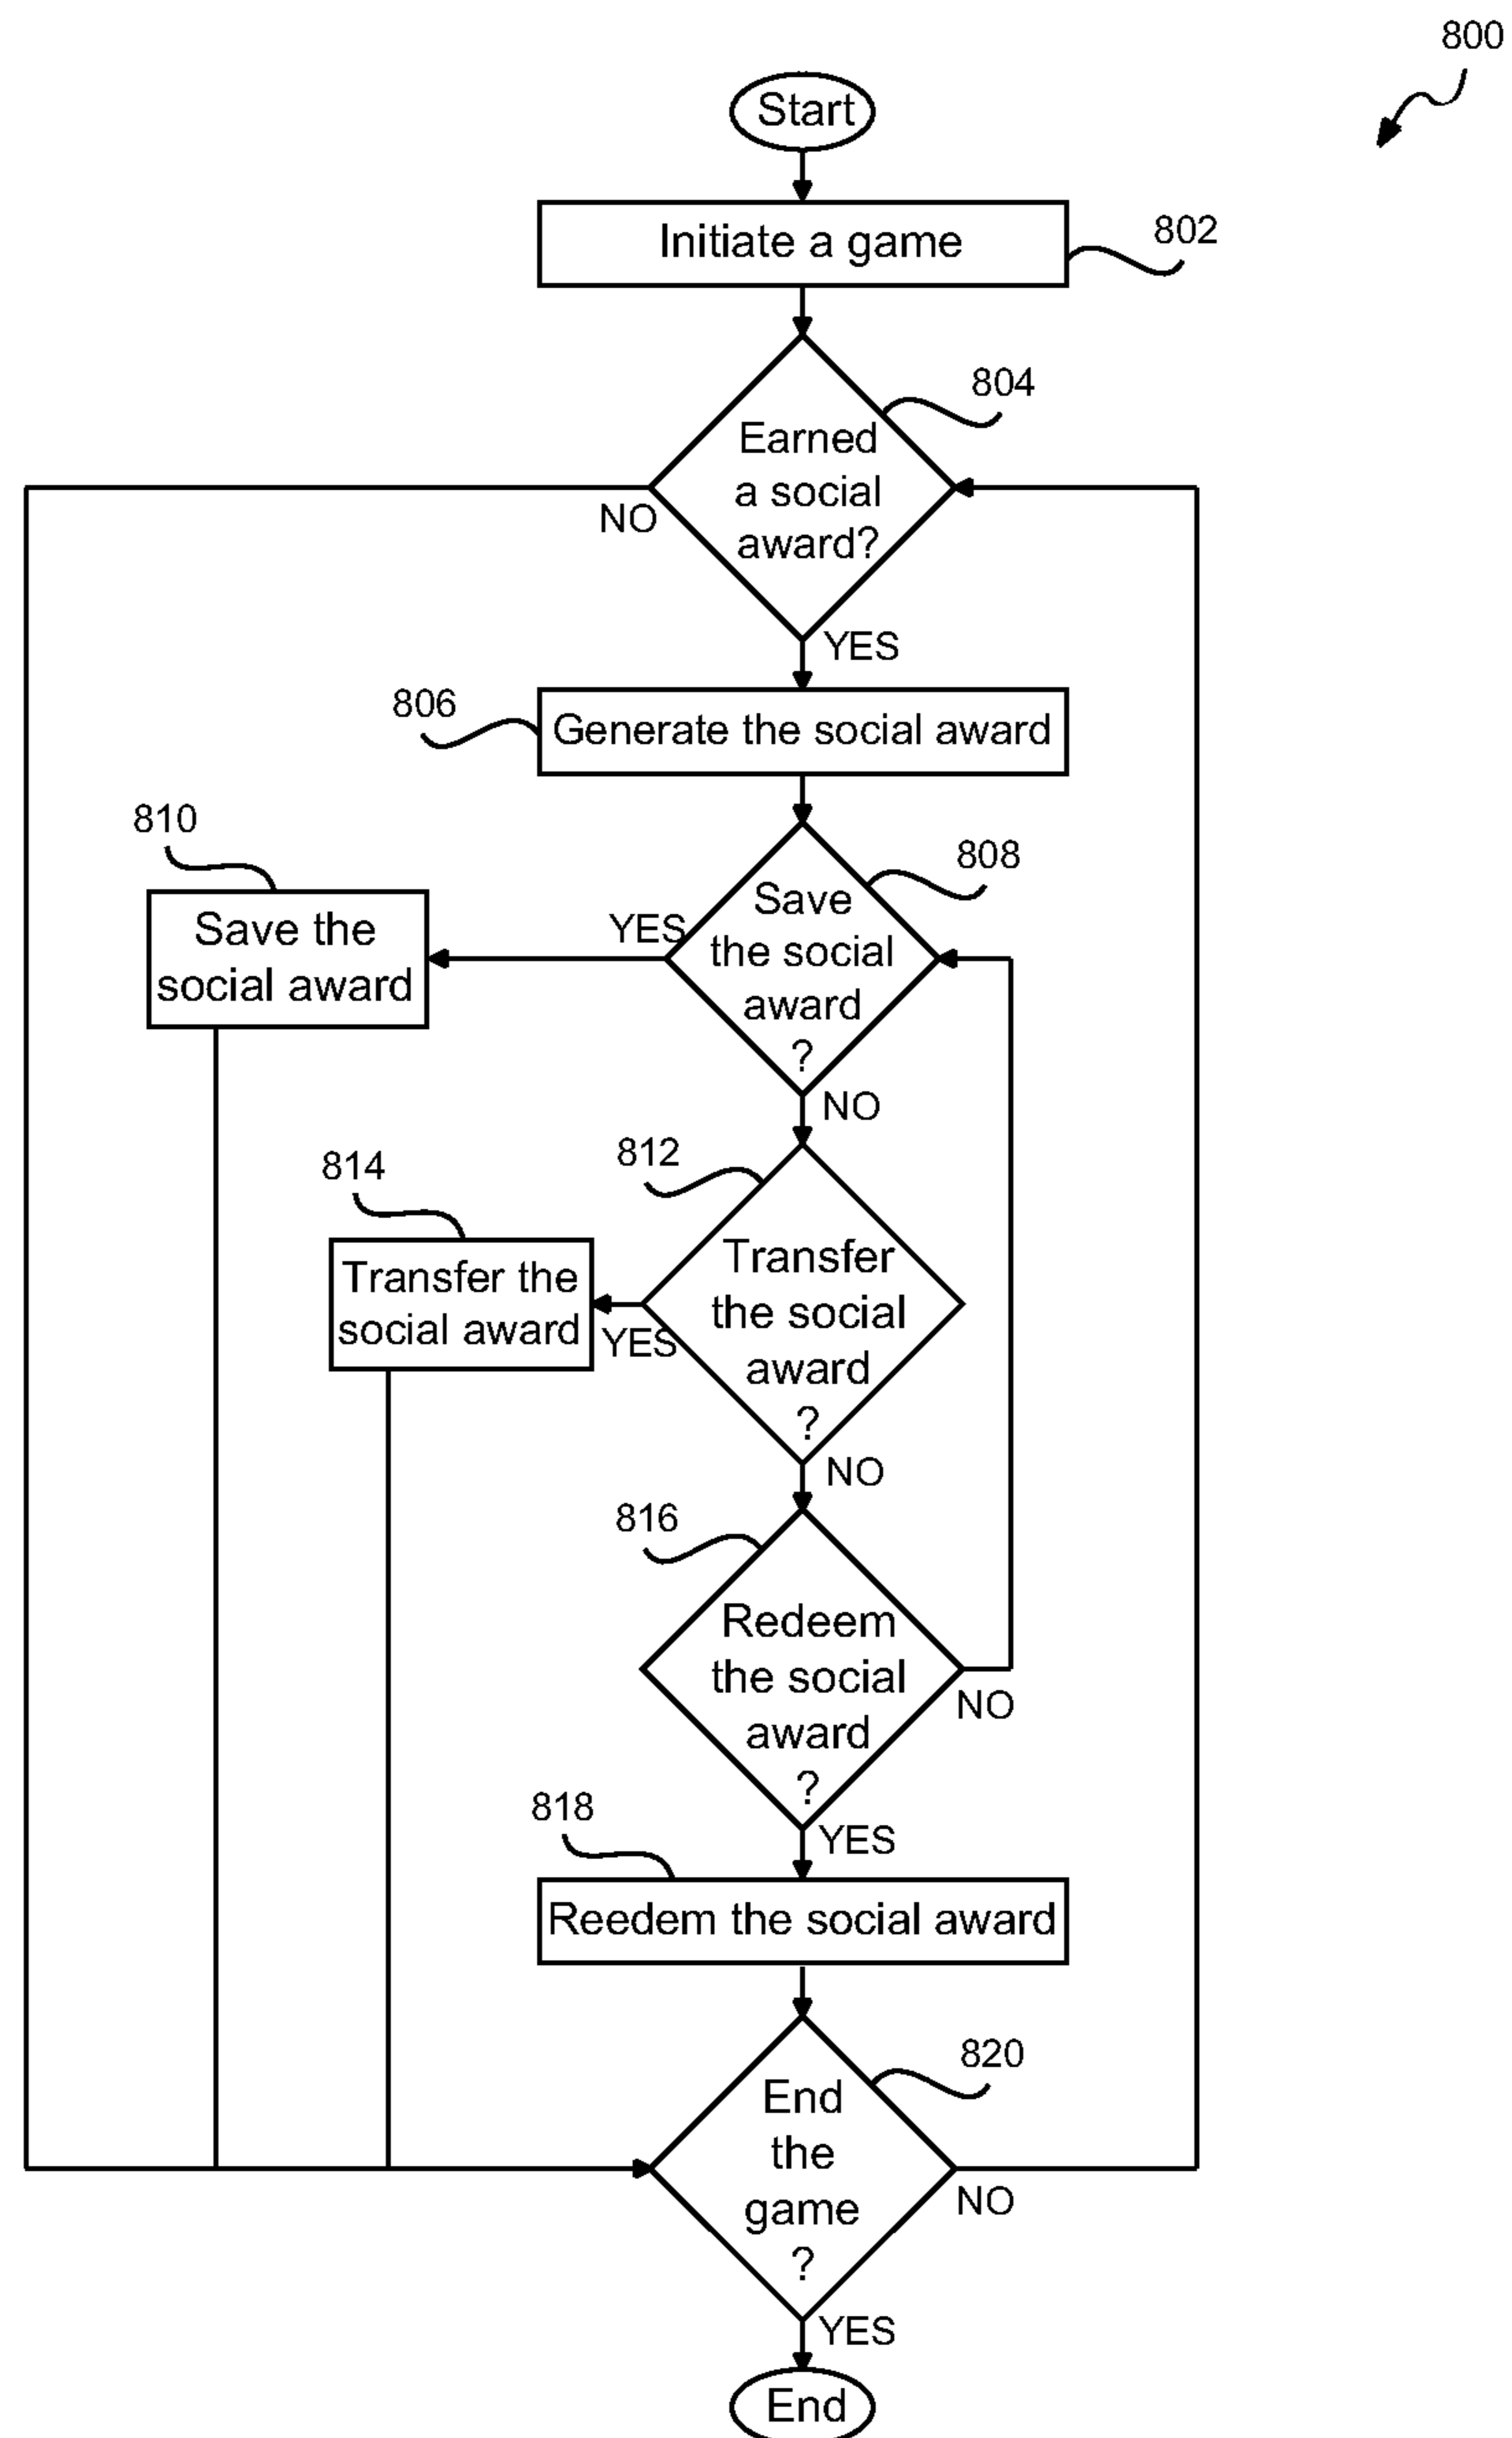 800
Start
Initiate a game
802
804
Earned
a social
award?
NO
YES
806
Generate the social award
810
808
Save the
social award
YES
Save
the social
award
?
NO
812
814
Transfer the
social award
YES
Transfer
the social
award
?
NO
816
Redeem
the social
award
?
NO
818
YES
Reedem the social award
820
End
the
game
?
NO
YES
End